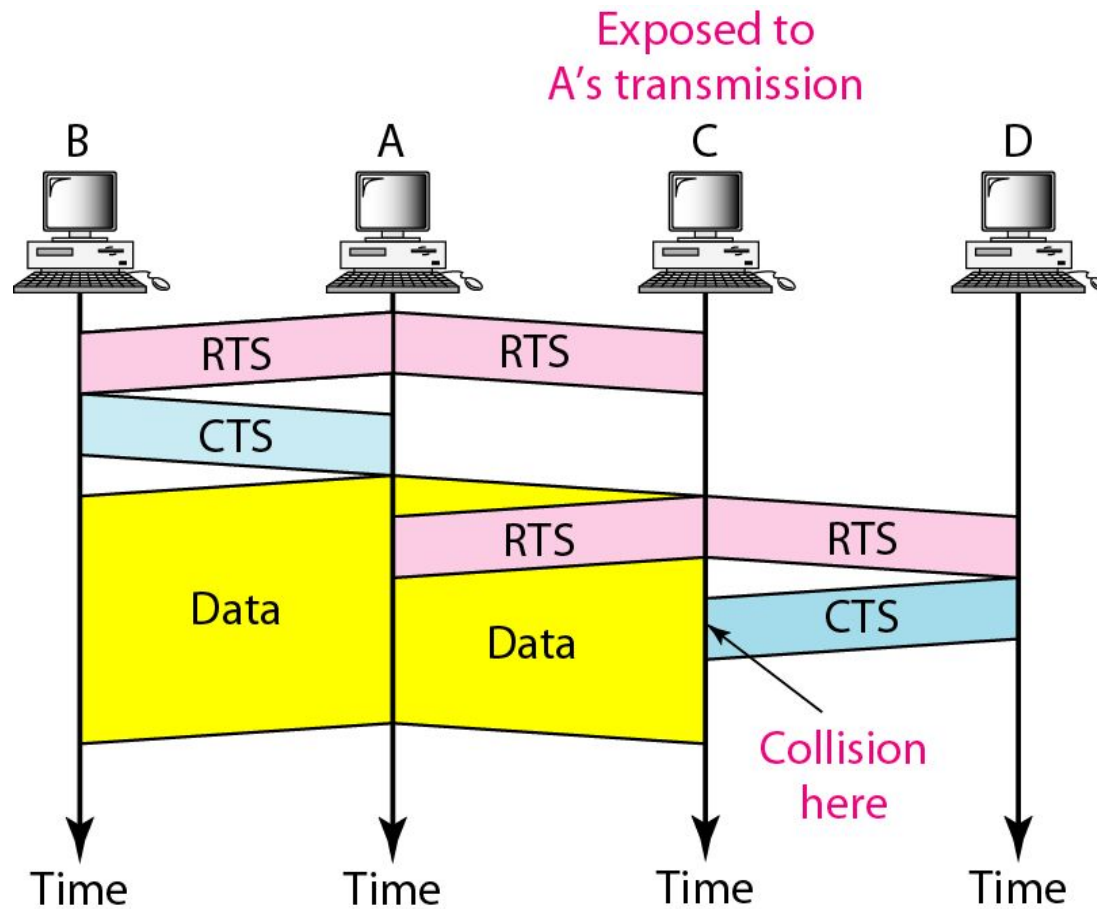 Exposed to
A's transmission
B
A
C
D
RTS
RTS
CTS
RTS
RTS
Data
Data
CTS
Collision
here
Time
Time
Time
Time